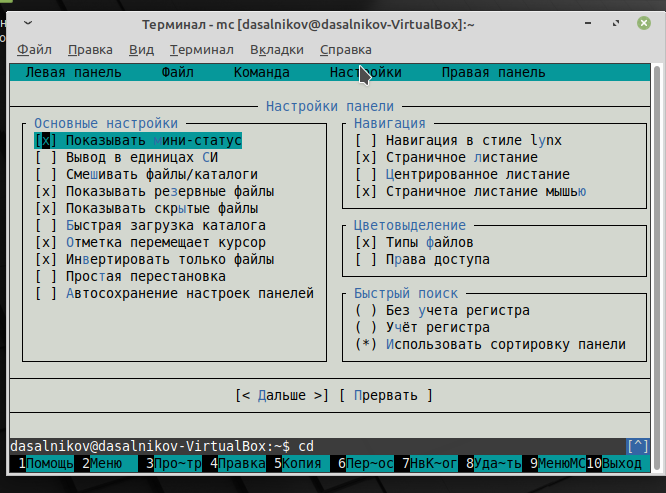 Терминал - mc [dasalnikov@dasalnikov-VirtualBox]:~
Файл Правка Вид Терминал Вкладки Справка
Левая панель Файл Команда Настройки Правая панель
Настройки панели
Основные настройки
[x] Показывать мини-статус
[ ] Вывод в единицах СИ
[ ] Смешивать файлы/каталоги
[x] Показывать резервные файлы
[x] Показывать скрытые файлы
[ ] Быстрая загрузка каталога
[x] Отметка перемещает курсор
[x] Инвертировать только файлы
[ ] Простая перестановка
[ ] Автосохранение настроек панелей
Навигация
[ ] Навигация в стиле lynx
[x] Страничное листание
[ ] Центрированное листание
[x] Страничное листание мышью
Цветовыделение
[x] Типы файлов
[ ] Права доступа
Быстрый поиск
( ) Без учета регистра
( ) Учёт регистра
(*) Использовать сортировку панели
[< Дальше >] [ Прервать ]
dasalnikov@dasalnikov-VirtualBox:~$ cd [^]
1Помощь 2Меню 3Про~тр 4Правка 5Копия 6Пер~ос 7НвК~ог 8Уда~ть 9МенюMC 10Выход